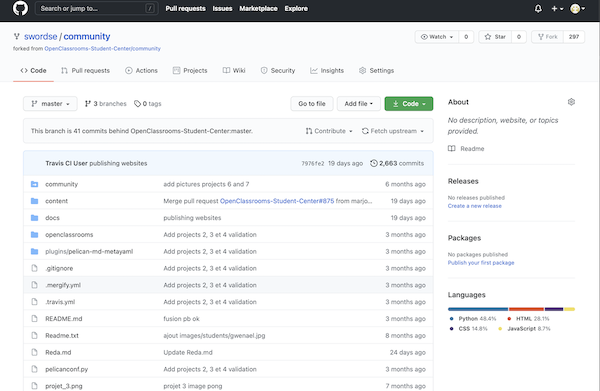 Search or jump to... /
Pull requests Issues Marketplace Explore
swordse / community
forked from OpenClassrooms-Student-Center/community
Watch 0 Star 0 Fork 297
Code Pull requests Actions Projects Wiki Security Insights Settings
master 3 branches 0 tags Go to file Add file Code
This branch is 41 commits behind OpenClassrooms-Student-Center:master. Contribute Fetch upstream
Travis CI User publishing websites 7976fe2 19 days ago 2,663 commits
community add pictures projects 6 and 7 6 months ago
content Merge pull request OpenClassrooms-Student-Center#875 from marjo... 19 days ago
docs publishing websites 19 days ago
openclassrooms Add projects 2, 3 et 4 validation 3 months ago
plugins/pelican-md-metayaml Add projects 2, 3 et 4 validation 3 months ago
.gitignore Add projects 2, 3 et 4 validation 3 months ago
.mergify.yml Add projects 2, 3 et 4 validation 3 months ago
.travis.yml Add projects 2, 3 et 4 validation 3 months ago
README.md fusion pb ok 3 months ago
Readme.txt ajout images/students/gwenael.jpg 8 months ago
Reda.md Update Reda.md 24 days ago
pelicanconf.py Add projects 2, 3 et 4 validation 3 months ago
projet_3.png projet 3 image pong 7 months ago
About
No description, website, or topics
provided.
Readme
Releases
No releases published
Create a new release
Packages
No packages published
Publish your first package
Languages
Python 48.4% HTML 28.1%
CSS 14.8% JavaScript 8.7%